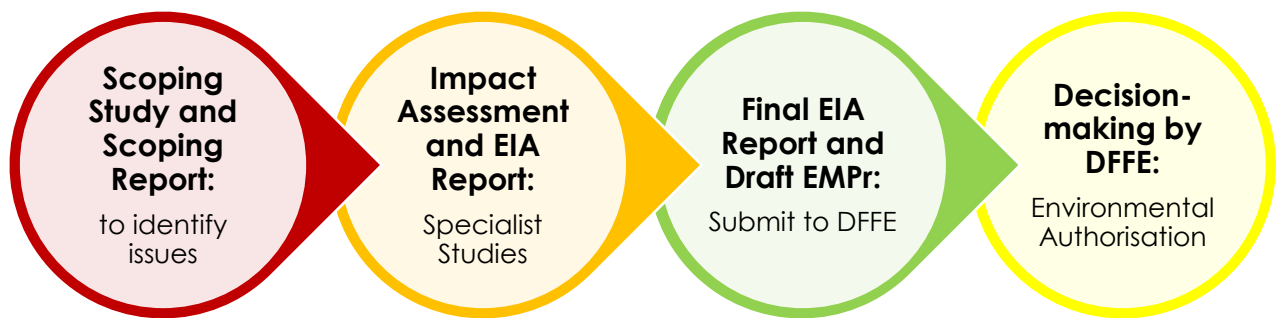 Scoping
Study and
Scoping
Report:
to identify
issues
Impact
Assessment
and EIA
Report:
Specialist
Studies
Final EIA
Report and
Draft EMPr:
Submit to DFFE
Decision-
making by
DFFE:
Environmental
Authorisation